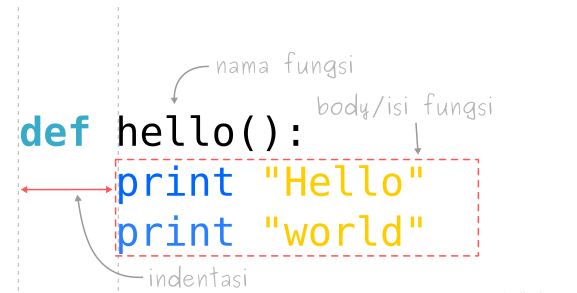 nama fungsi
body/isi fungsi
def hello():
print "Hello"
print "world"
indentasi